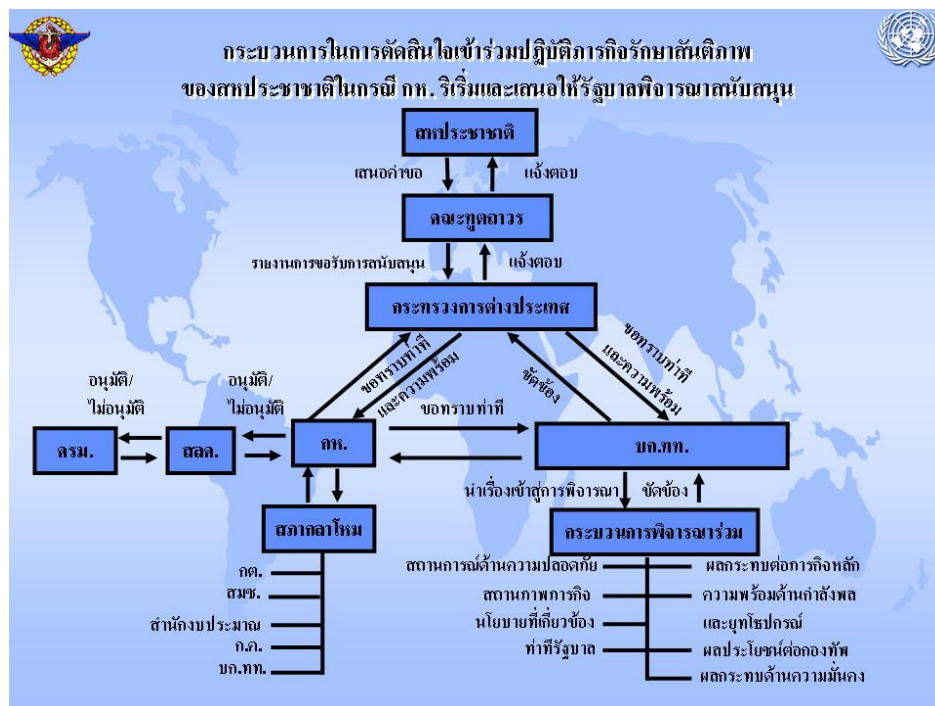 กระบวนการในการตัดสินใจเข้าร่วมปฏิบัติภารกิจรักษาสันติภาพ
ของสหประชาชาติในกรณี กห. ริเริ่มและเสนอให้รัฐบาลพิจารณาสนับสนุน
สหประชาชาติ
เสนอคำขอ
แจ้งตอบ
คณะทูตถาวร
รายงานการขอรับการสนับสนุน
แจ้งตอบ
กระทรวงการต่างประเทศ
ขอทราบท่าที
และความพร้อม
ขัดข้อง
ขอทราบท่าที
และความพร้อม
อนุมัติ/
ไม่อนุมัติ
อนุมัติ/
ไม่อนุมัติ
ขอทราบท่าที
ครม.
สลค.
กห.
บก.ทท.
นำเรื่องเข้าสู่การพิจารณา
ขัดข้อง
สภากลาโหม
กระบวนการพิจารณาร่วม
กต.
สมช.
สำนักงบประมาณ
ก.ค.
บก.ทท.
สถานการณ์ด้านความปลอดภัย
สถานภาพภารกิจ
นโยบายที่เกี่ยวข้อง
ท่าทีรัฐบาล
ผลกระทบต่อภารกิจหลัก
ความพร้อมด้านกำลังพล
และยุทโธปกรณ์
ผลประโยชน์ต่อกองทัพ
ผลกระทบด้านความมั่นคง